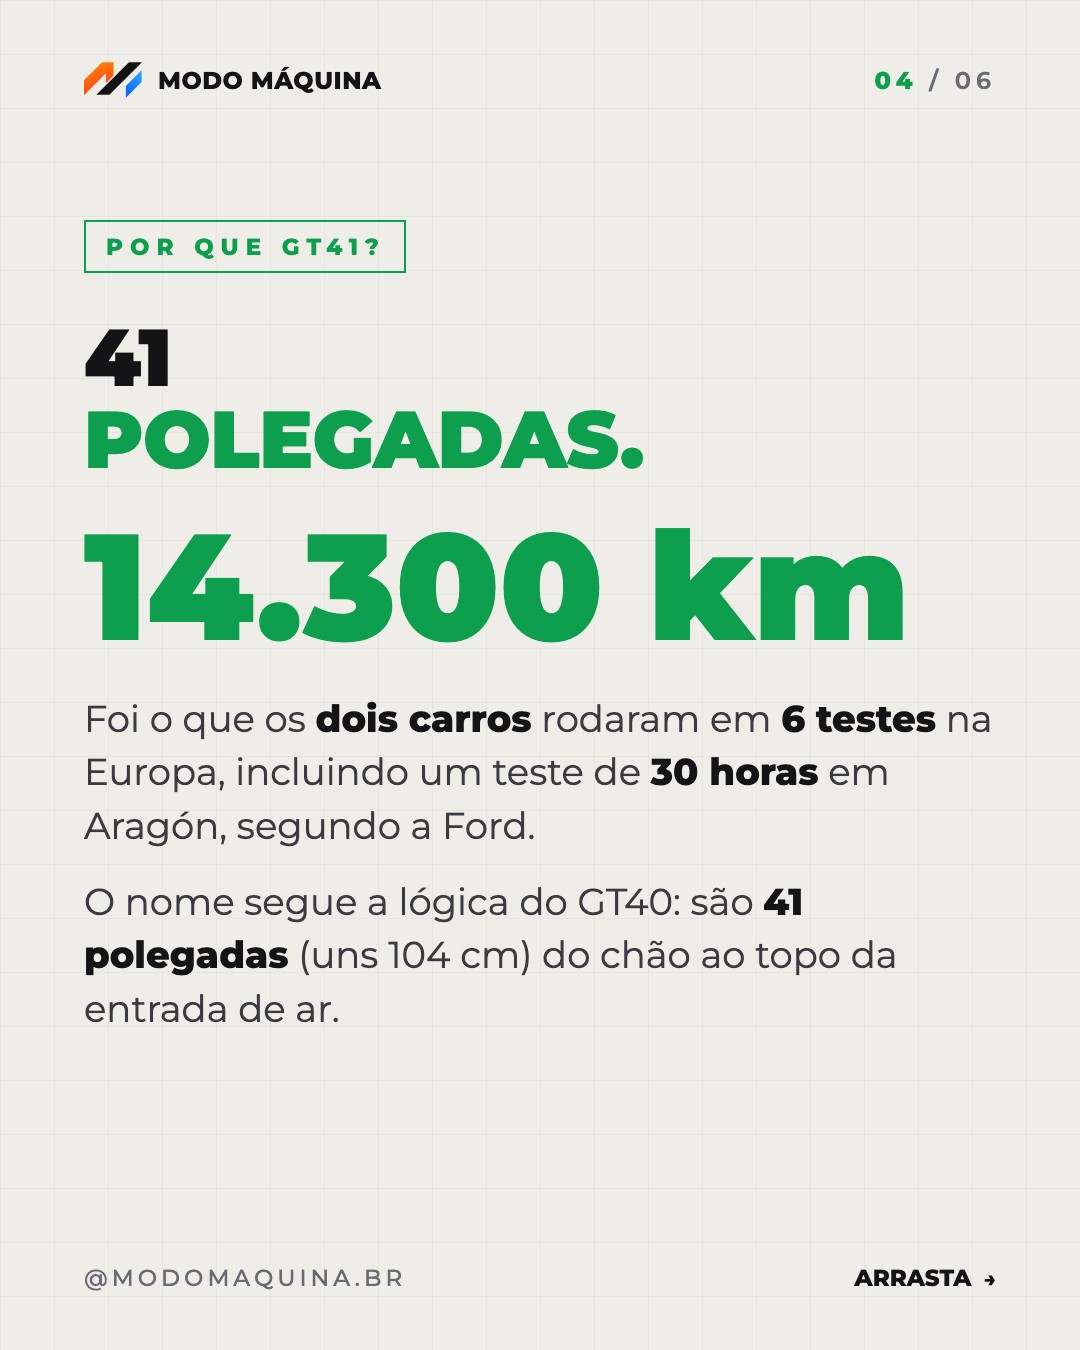 MODO MÁQUINA
04 / 06
POR QUE GT41?
41
POLEGADAS.
14.300 km
Foi o que os dois carros rodaram em 6 testes na
Europa, incluindo um teste de 30 horas em
Aragón, segundo a Ford.
O nome segue a lógica do GT40: são 41
polegadas (uns 104 cm) do chão ao topo da
entrada de ar.
@MODOMAQUINA.BR
ARRASTA →